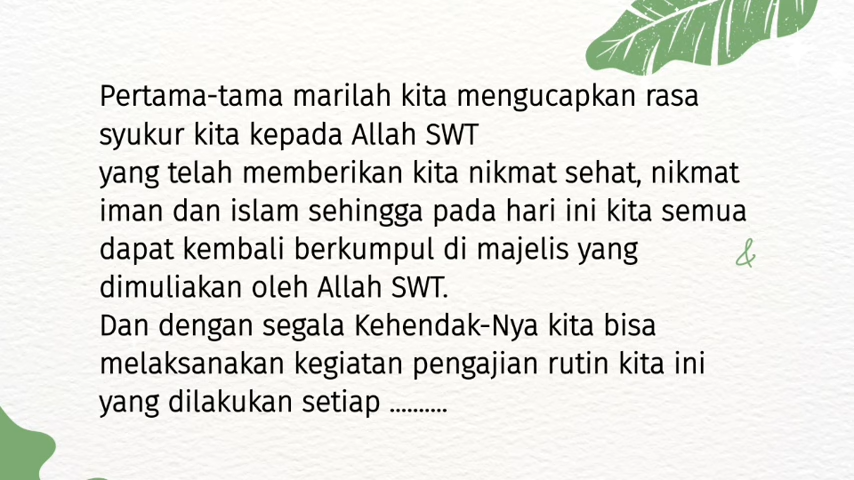 Pertama-tama marilah kita mengucapkan rasa
syukur kita kepada Allah SWT
yang telah memberikan kita nikmat sehat, nikmat
iman dan islam sehingga pada hari ini kita semua
dapat kembali berkumpul di majelis yang
&
dimuliakan oleh Allah SWT.
Dan dengan segala Kehendak-Nya kita bisa
melaksanakan kegiatan pengajian rutin kita ini
yang dilakukan setiap ..........